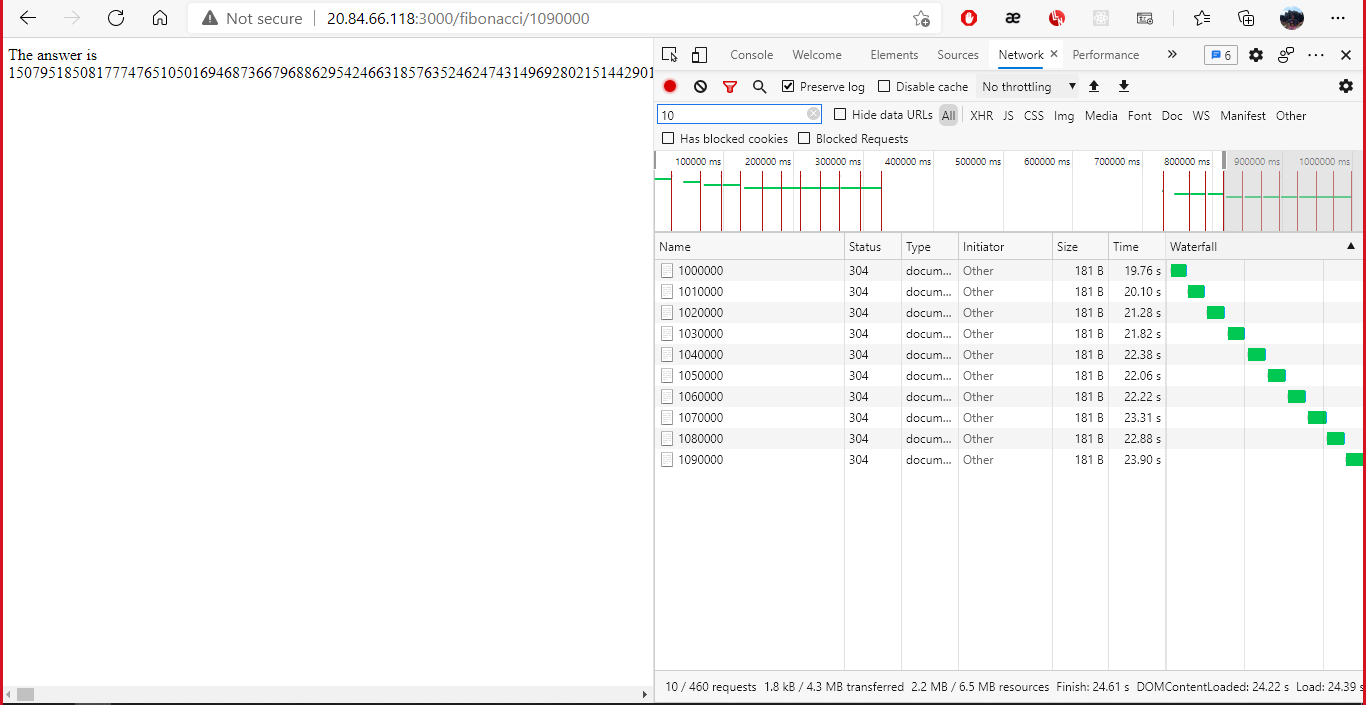 Not secure 20.84.66.118:3000/fibonacci/1090000
The answer is
Console Welcome Elements Sources Network Performance 6
Preserve log Disable cache No throttling
10 Hide data URLs All XHR JS CSS Img Media Font Doc WS Manifest Other
Has blocked cookies Blocked Requests
100000 ms 200000 ms 300000 ms 400000 ms 500000 ms 600000 ms 700000 ms 800000 ms 900000 ms 1000000 ms
Name Status Type Initiator Size Time Waterfall
1000000 304 docum... Other 181 B 19.76 s
1010000 304 docum... Other 181 B 20.10 s
1020000 304 docum... Other 181 B 21.28 s
1030000 304 docum... Other 181 B 21.82 s
1040000 304 docum... Other 181 B 22.38 s
1050000 304 docum... Other 181 B 22.06 s
1060000 304 docum... Other 181 B 22.22 s
1070000 304 docum... Other 181 B 23.31 s
1080000 304 docum... Other 181 B 22.88 s
1090000 304 docum... Other 181 B 23.90 s
10 / 460 requests 1.8 kB / 4.3 MB transferred 2.2 MB / 6.5 MB resources Finish: 24.61 s DOMContentLoaded: 24.22 s Load: 24.39 s